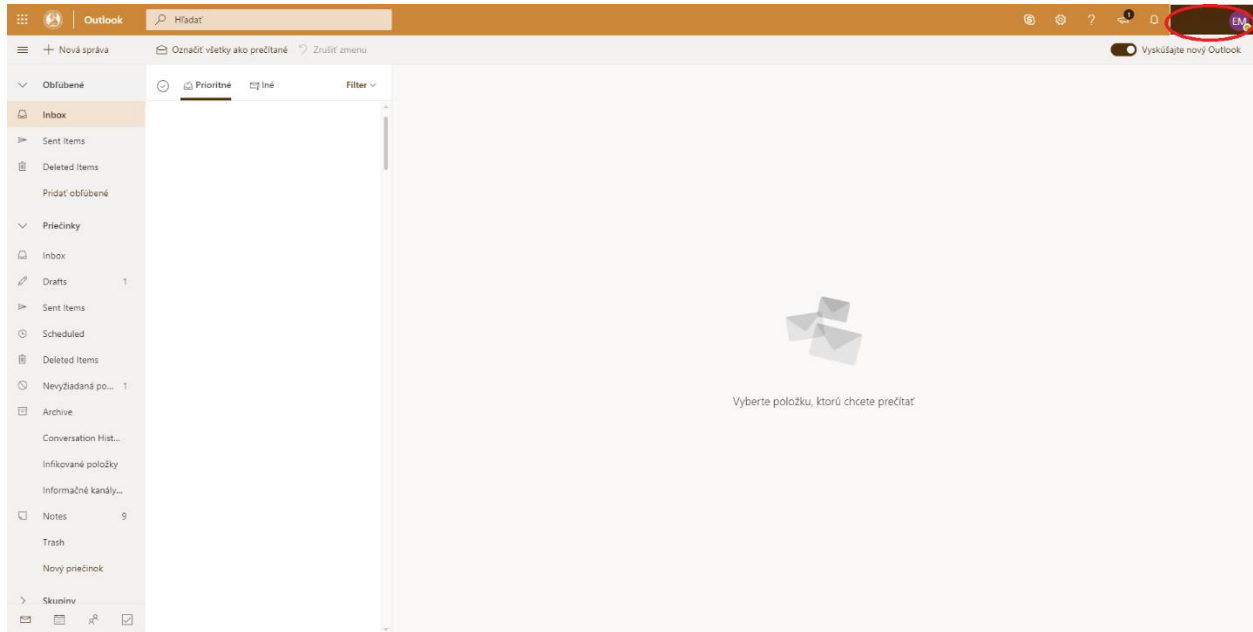 Outlook
Hľadať
?
1
EM
Nová správa
Označiť všetky ako prečítané
Zrušiť zmenu
Vyskúšajte nový Outlook
Obľúbené
Prioritné
Iné
Filter
Inbox
Sent Items
Deleted Items
Pridať obľúbené
Priečinky
Inbox
Drafts 1
Sent Items
Scheduled
Deleted Items
Nevyžiadaná po... 1
Archive
Conversation Hist...
Infikované položky
Informačné kanály...
Notes 9
Trash
Nový priečinok
Skupiny
Vyberte položku, ktorú chcete prečítať